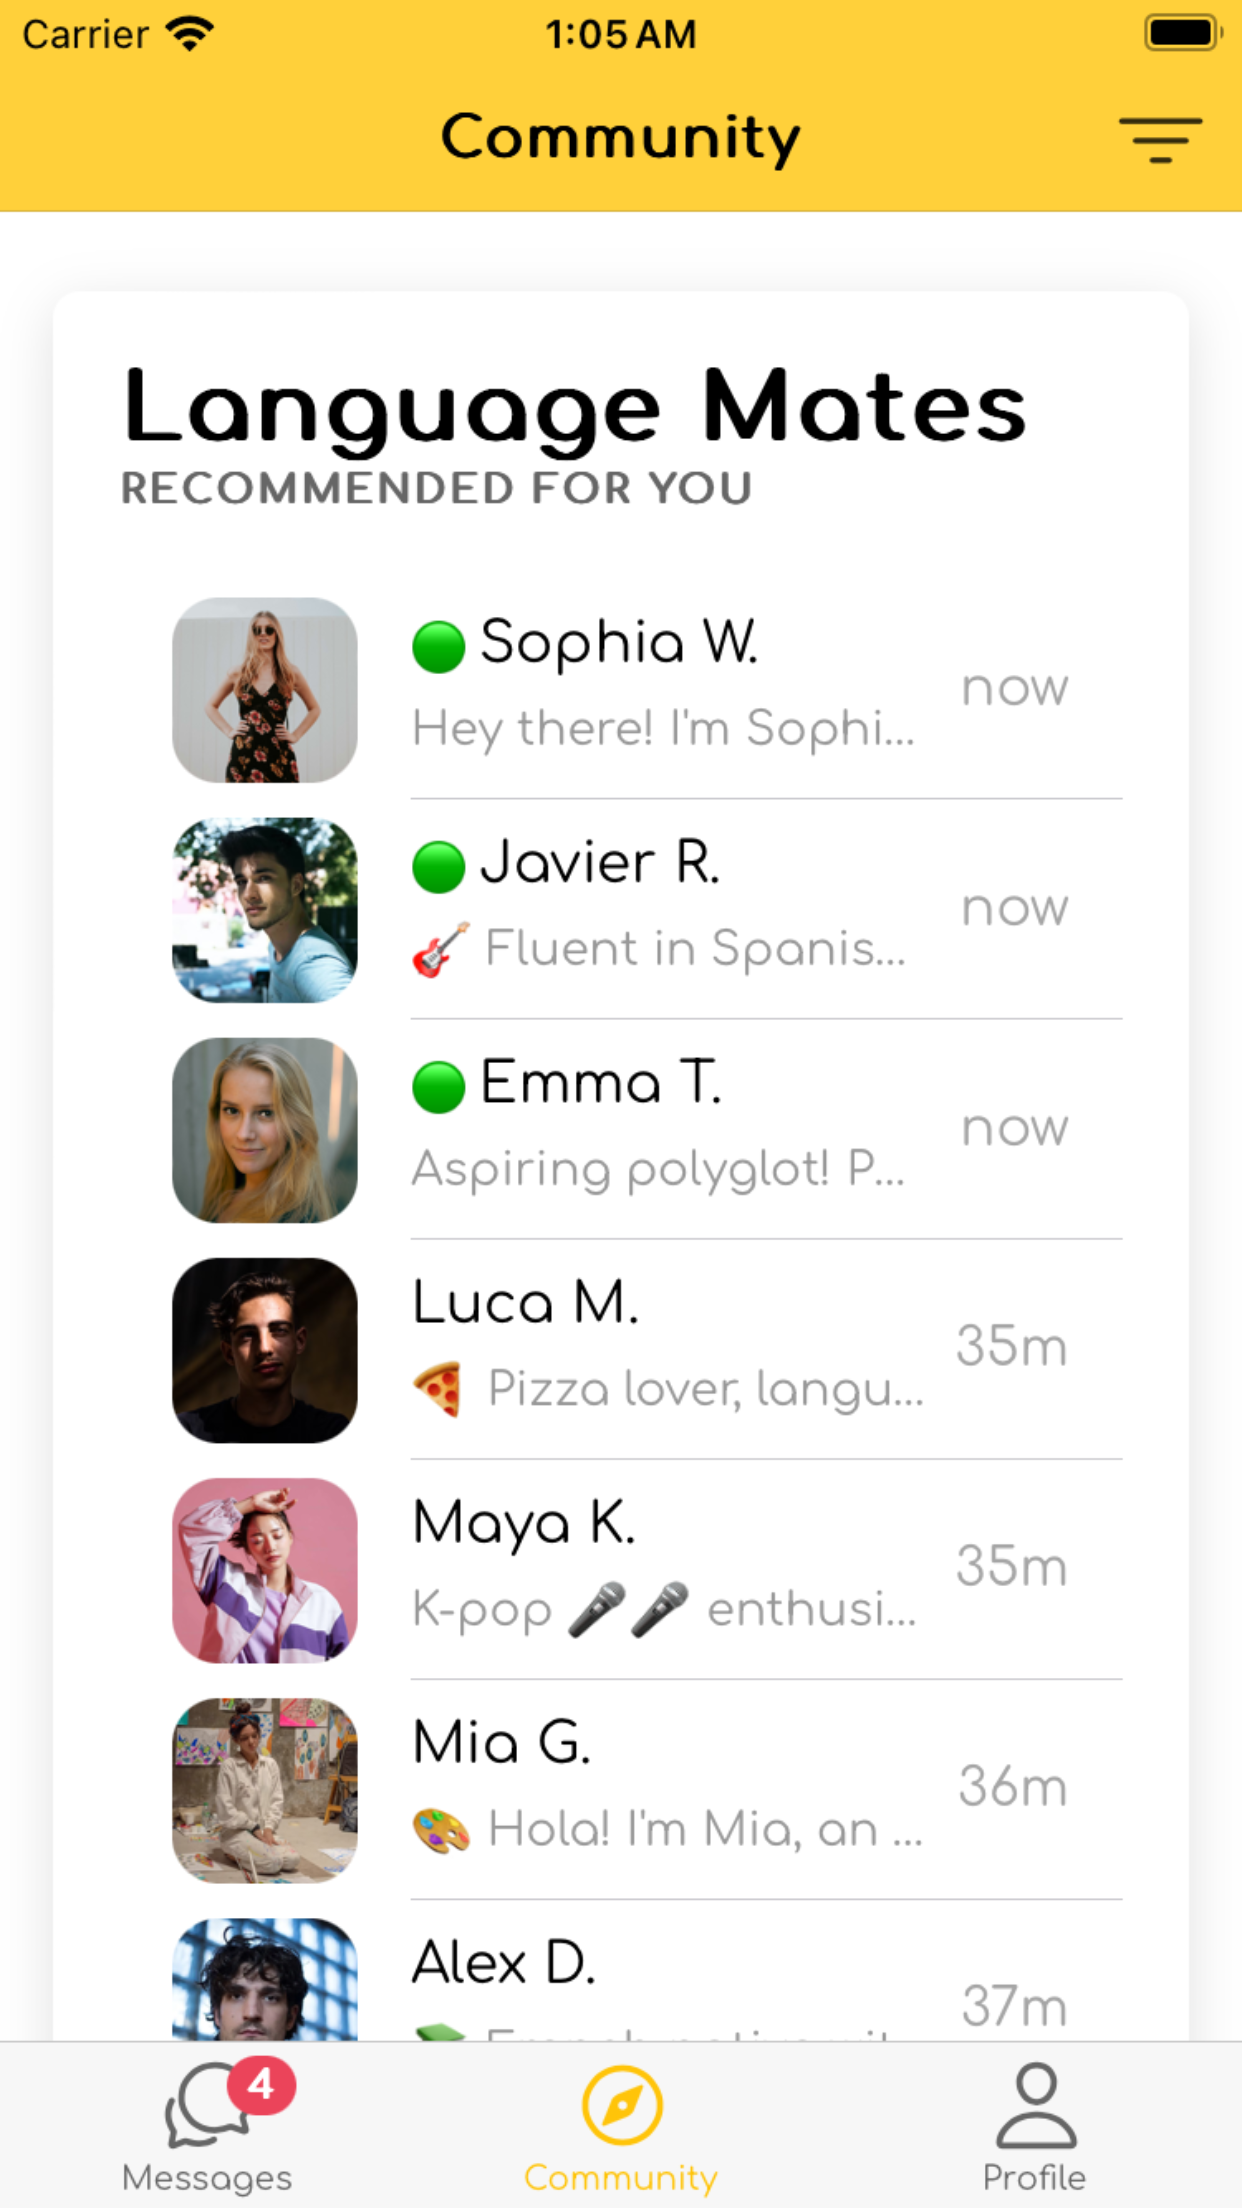 Carrier 1:05 AM
Community
Language Mates
RECOMMENDED FOR YOU
Sophia W.
now
Hey there! I'm Sophi...
Javier R.
now
Fluent in Spanis...
Emma T.
now
Aspiring polyglot! P...
Luca M.
35m
Pizza lover, langu...
Maya K.
35m
K-pop 🎤🎤 enthusi...
Mia G.
36m
Hola! I'm Mia, an ...
Alex D.
37m
4
Messages Community Profile